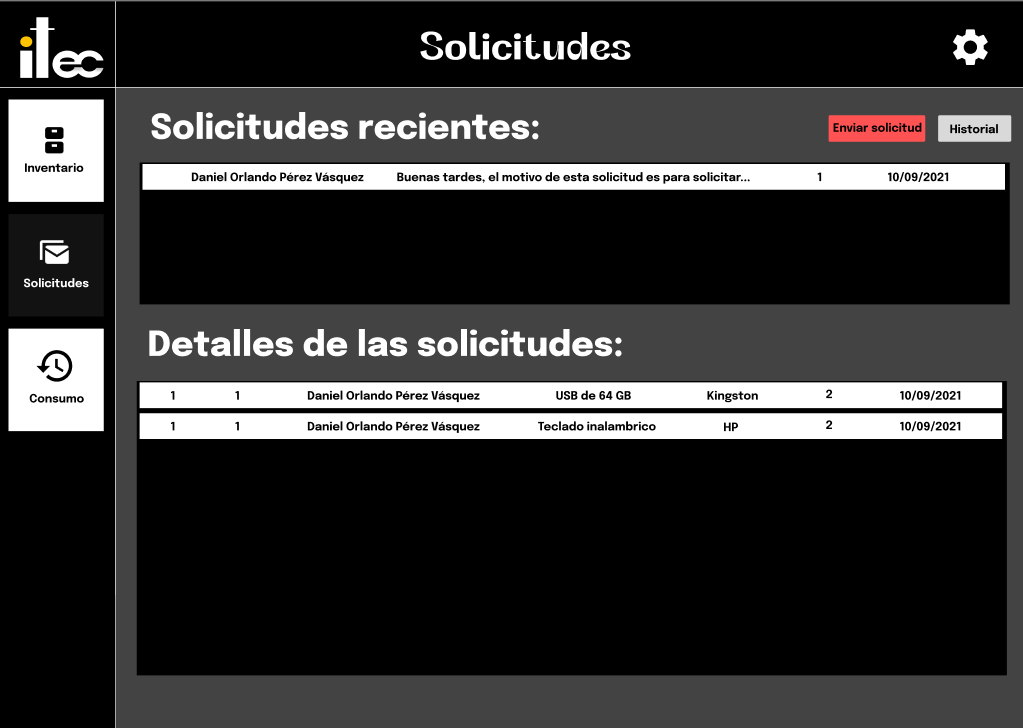 itec
Solicitudes
Inventario
Solicitudes
Consumo
Solicitudes recientes:
Enviar solicitud
Historial
Daniel Orlando Pérez Vásquez Buenas tardes, el motivo de esta solicitud es para solicitar... 1 10/09/2021
Detalles de las solicitudes:
1 1 Daniel Orlando Pérez Vásquez USB de 64 GB Kingston 2 10/09/2021
1 1 Daniel Orlando Pérez Vásquez Teclado inalambrico HP 2 10/09/2021